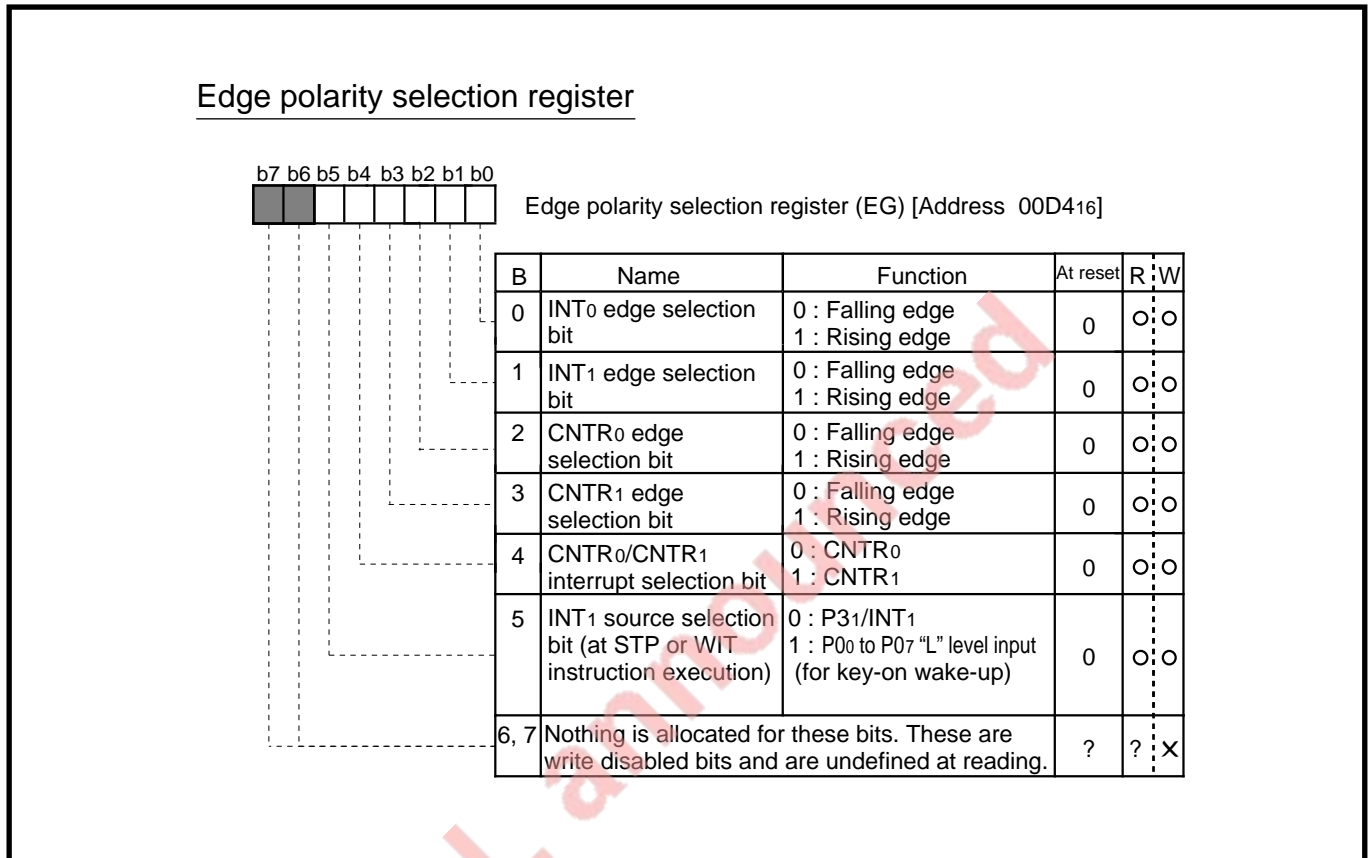 Edge polarity selection register
b7 b6 b5 b4 b3 b2 b1 b0
Edge polarity selection register (EG) [Address 00D416]
B Name Function At reset R W
0 INT0 edge selection bit 0 : Falling edge 1 : Rising edge 0 O O
1 INT1 edge selection bit 0 : Falling edge 1 : Rising edge 0 O O
2 CNTR0 edge selection bit 0 : Falling edge 1 : Rising edge 0 O O
3 CNTR1 edge selection bit 0 : Falling edge 1 : Rising edge 0 O O
4 CNTR0/CNTR1 interrupt selection bit 0 : CNTR0 1 : CNTR1 0 O O
5 INT1 source selection bit (at STP or WIT instruction execution) 0 : P31/INT1 1 : P00 to P07 “L” level input (for key-on wake-up) 0 O O
6, 7 Nothing is allocated for these bits. These are write disabled bits and are undefined at reading. ? ? X
announced